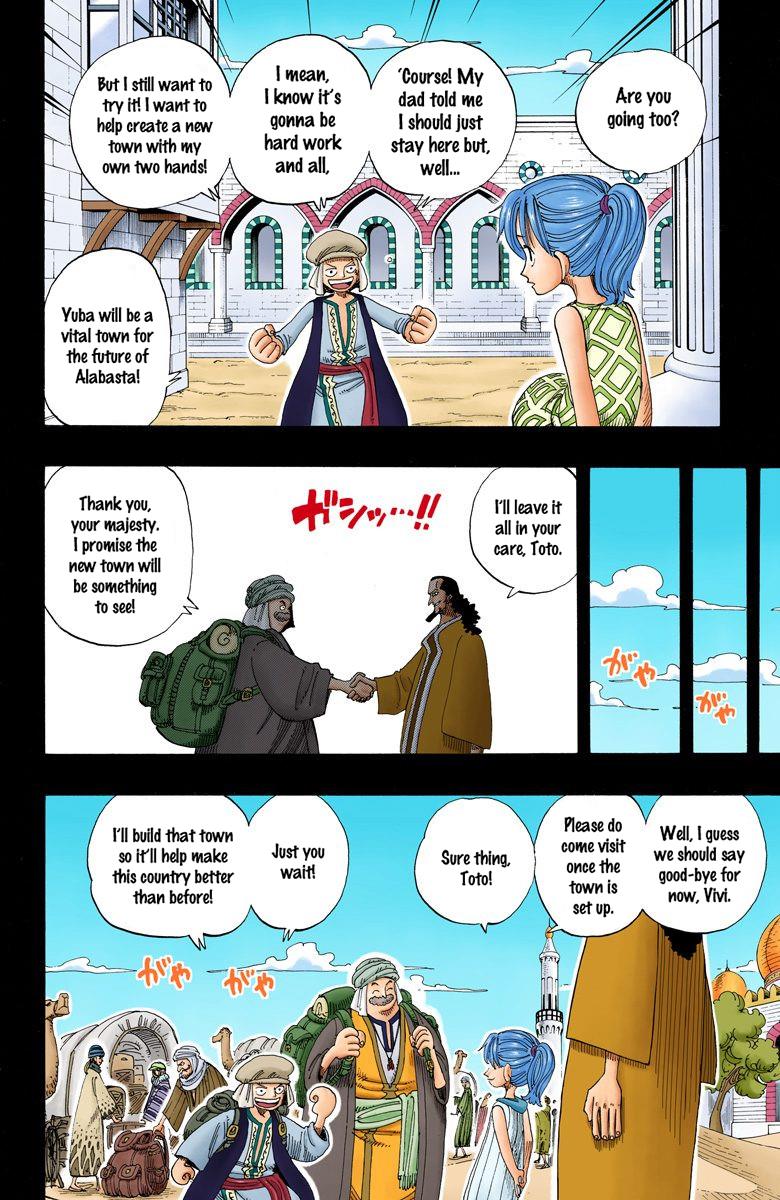 Are you
going too?
'Course! My
dad told me
I should just
stay here but,
well...
I mean,
I know it's
gonna be
hard work
and all,
But I still want to
try it! I want to
help create a new
town with my
own two hands!
Yuba will be a
vital town for
the future of
Alabasta!
がや
がや
I'll leave it
all in your
care, Toto.
ガシッ…!!
Thank you,
your majesty.
I promise the
new town will
be something
to see!
Well, I guess
we should say
good-bye for
now, Vivi.
Please do
come visit
once the
town is
set up.
Sure thing,
Toto!
Just you
wait!
I'll build that town
so it'll help make
this country better
than before!
がや
がや